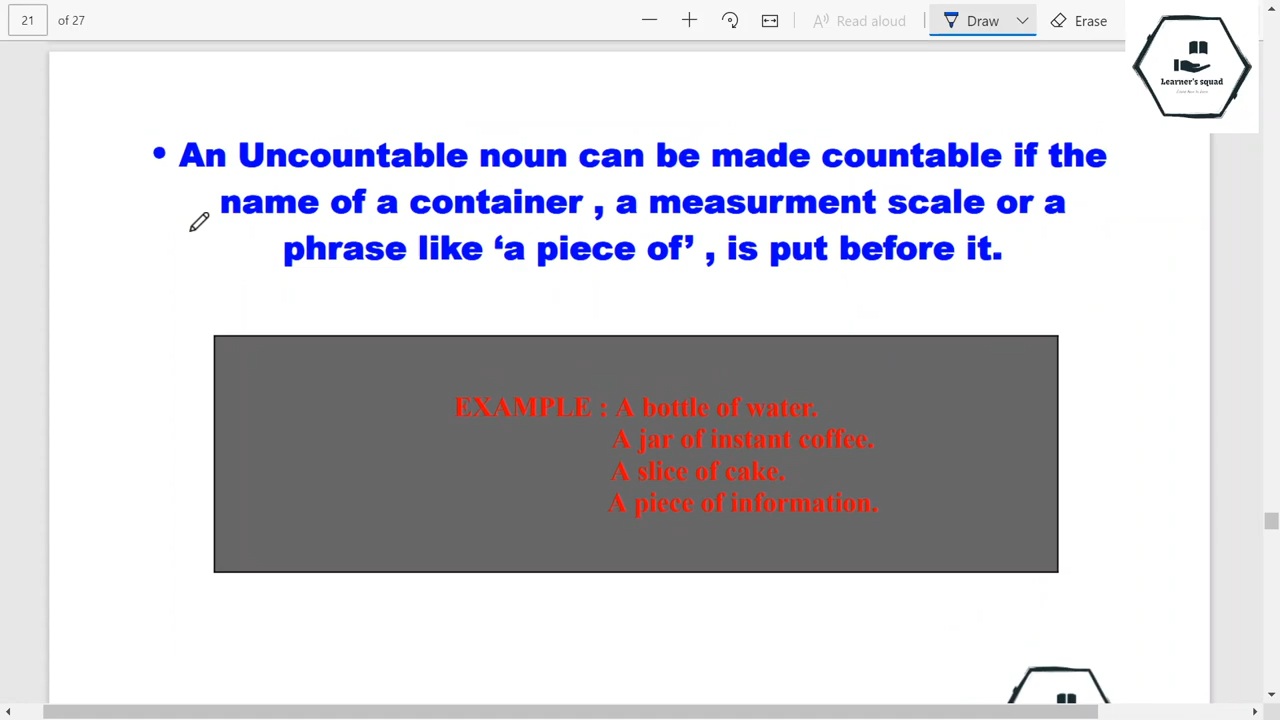 21 of 27 Read aloud Draw Erase
Learner's squad
• An Uncountable noun can be made countable if the
name of a container , a measurment scale or a
phrase like ‘a piece of’ , is put before it.
EXAMPLE : A bottle of water.
A jar of instant coffee.
A slice of cake.
A piece of information.